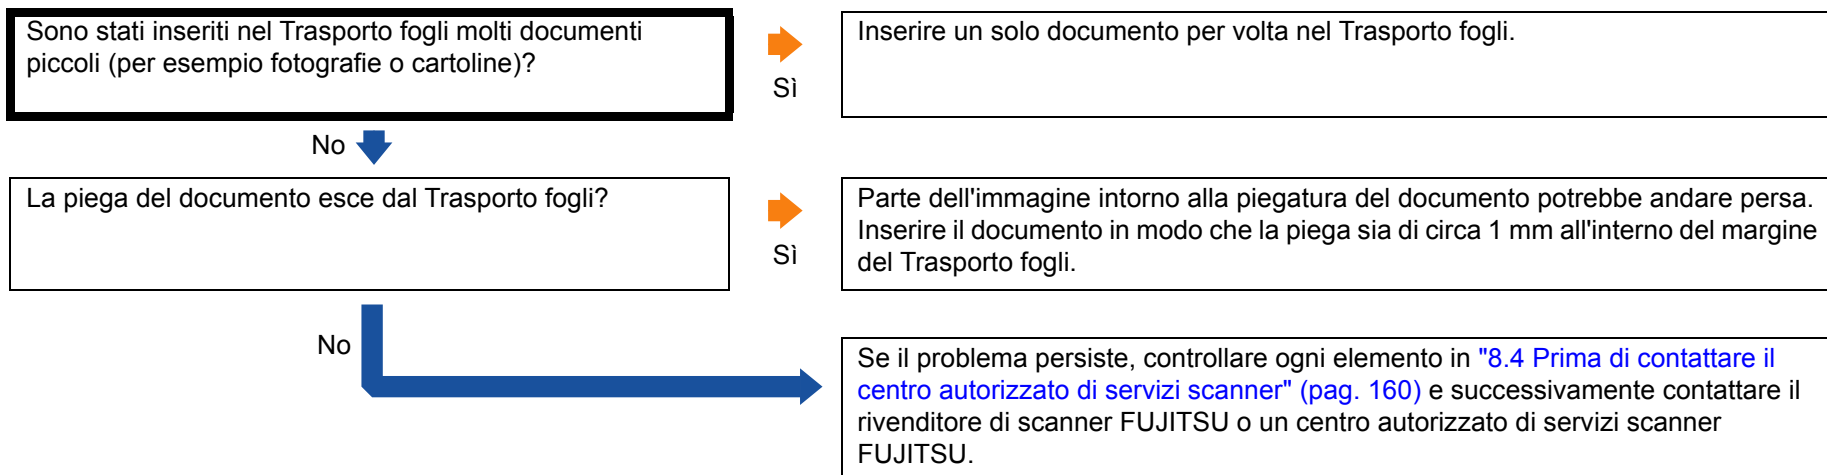 Sono stati inseriti nel Trasporto fogli molti documenti
piccoli (per esempio fotografie o cartoline)?
Sì
Inserire un solo documento per volta nel Trasporto fogli.
No
La piega del documento esce dal Trasporto fogli?
Sì
Parte dell'immagine intorno alla piegatura del documento potrebbe andare persa.
Inserire il documento in modo che la piega sia di circa 1 mm all'interno del margine
del Trasporto fogli.
No
Se il problema persiste, controllare ogni elemento in "8.4 Prima di contattare il
centro autorizzato di servizi scanner" (pag. 160) e successivamente contattare il
rivenditore di scanner FUJITSU o un centro autorizzato di servizi scanner
FUJITSU.